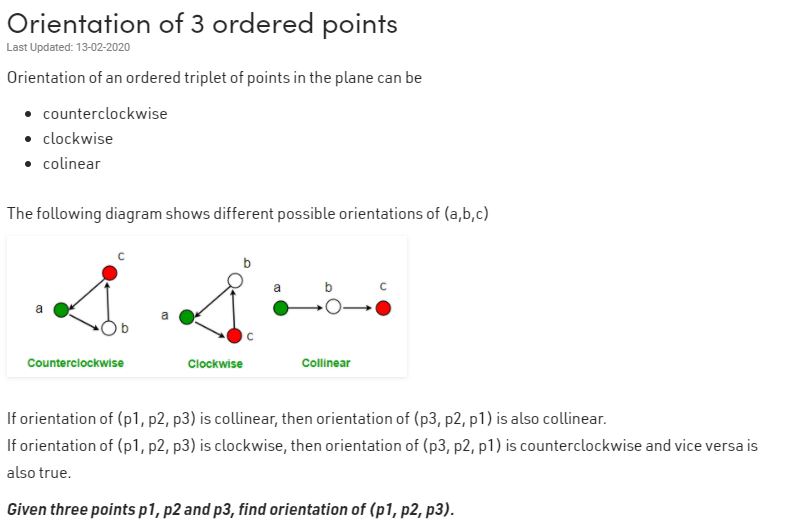 Orientation of 3 ordered points
Last Updated: 13-02-2020
Orientation of an ordered triplet of points in the plane can be
• counterclockwise
• clockwise
• colinear
The following diagram shows different possible orientations of (a,b,c)
c
a
b
Counterclockwise
b
a
c
Clockwise
a b c
Collinear
If orientation of (p1, p2, p3) is collinear, then orientation of (p3, p2, p1) is also collinear.
If orientation of (p1, p2, p3) is clockwise, then orientation of (p3, p2, p1) is counterclockwise and vice versa is
also true.
Given three points p1, p2 and p3, find orientation of (p1, p2, p3).